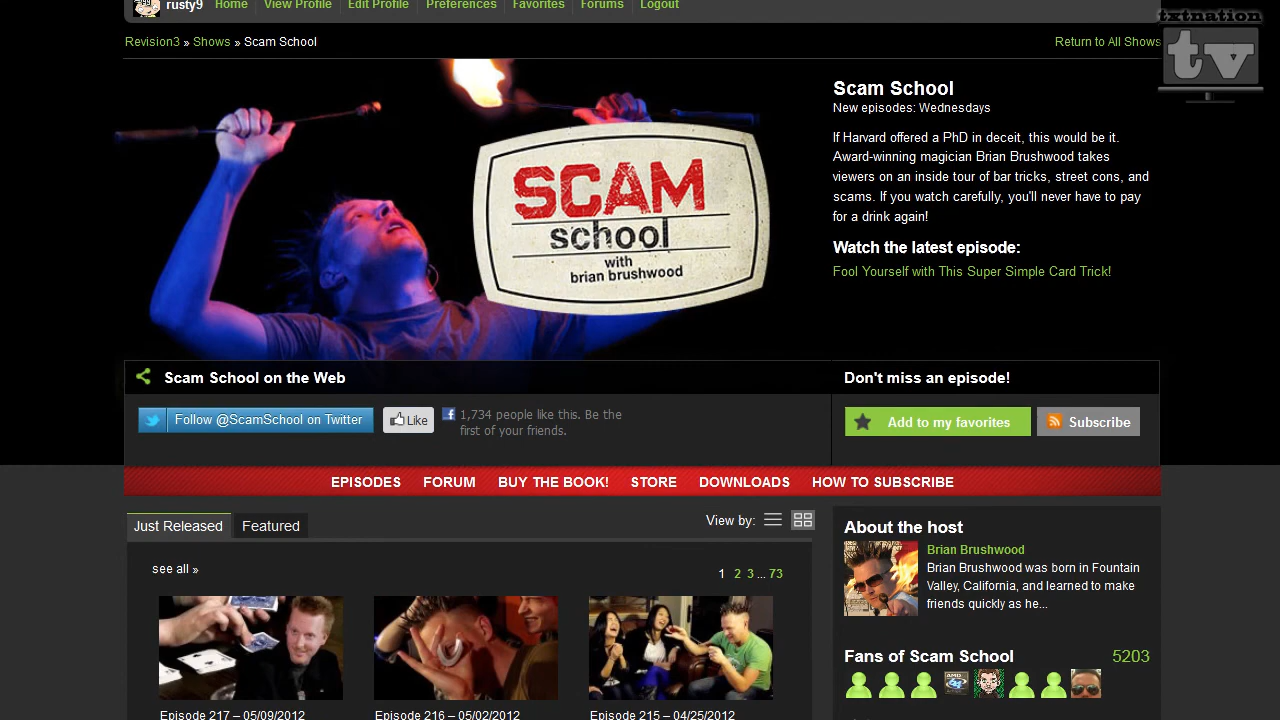 rusty9
Home
View Profile
Edit Profile
Preferences
Favorites
Forums
Logout
txtnation
tv
Revision3 » Shows » Scam School
Return to All Shows
SCAM
school
with
brian brushwood
Scam School
New episodes: Wednesdays
If Harvard offered a PhD in deceit, this would be it.
Award-winning magician Brian Brushwood takes
viewers on an inside tour of bar tricks, street cons, and
scams. If you watch carefully, you'll never have to pay
for a drink again!
Watch the latest episode:
Fool Yourself with This Super Simple Card Trick!
Scam School on the Web
Don't miss an episode!
Follow @ScamSchool on Twitter
Like
1,734 people like this. Be the
first of your friends.
Add to my favorites
Subscribe
EPISODES
FORUM
BUY THE BOOK!
STORE
DOWNLOADS
HOW TO SUBSCRIBE
Just Released
Featured
View by:
see all »
1 2 3 ... 73
Episode 217 – 05/09/2012
Episode 216 – 05/02/2012
Episode 215 – 04/25/2012
About the host
Brian Brushwood
Brian Brushwood was born in Fountain
Valley, California, and learned to make
friends quickly as he...
Fans of Scam School
5203